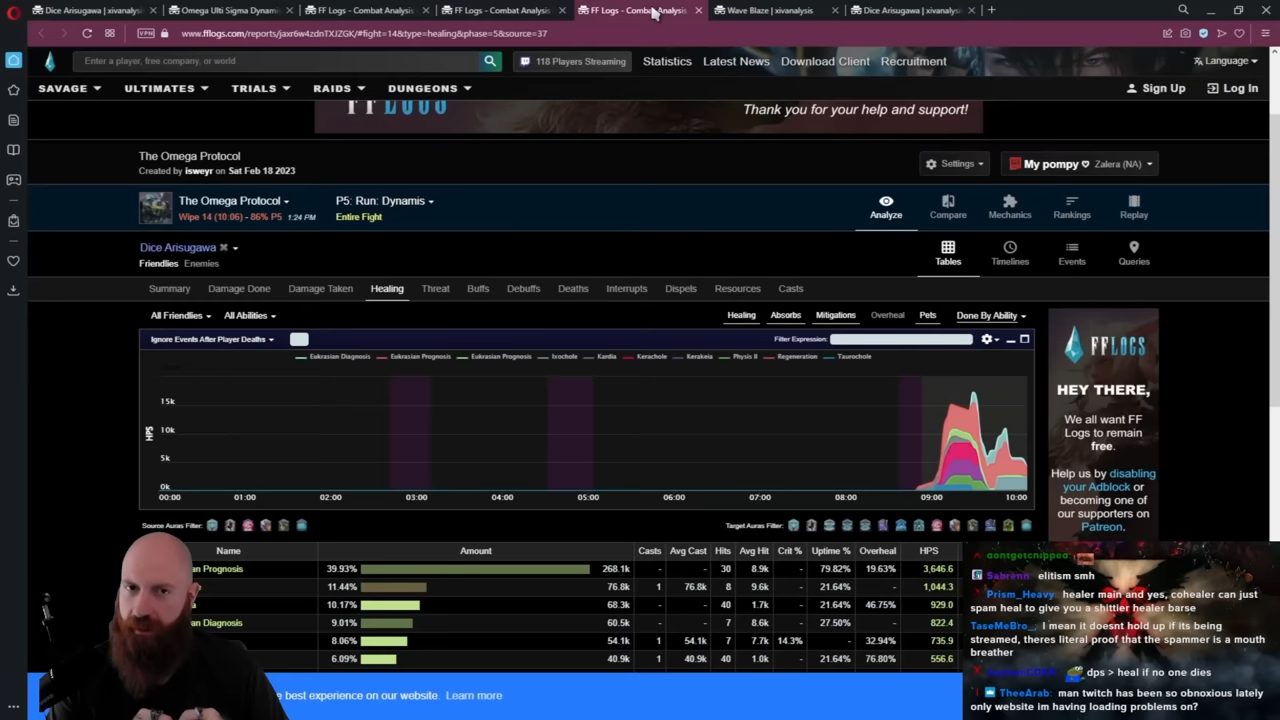 Dice Arisugawa | xivanalysis
Omega Ulti Sigma Dynami
FF Logs - Combat Analysis
FF Logs - Combat Analysis
FF Logs - Combat Analysis
Wave Blaze | xivanalysis
Dice Arisugawa | xivanalysis
VPN
www.fflogs.com/reports/jaxr6w4zdnTXJZGK/#fight=14&type=healing&phase=5&source=37
Enter a player, free company, or world
118 Players Streaming
Statistics
Latest News
Download Client
Recruitment
Language
SAVAGE
ULTIMATES
TRIALS
RAIDS
DUNGEONS
Sign Up
Log In
FF LOGS
Thank you for your help and support!
The Omega Protocol
Created by isweyr on Sat Feb 18 2023
Settings
My pompy ♡ Zalera (NA)
The Omega Protocol
Wipe 14 (10:06) - 86% P5 1:24 PM
P5: Run: Dynamis
Entire Fight
Analyze
Compare
Mechanics
Rankings
Replay
Dice Arisugawa
Friendlies Enemies
Tables
Timelines
Events
Queries
Summary
Damage Done
Damage Taken
Healing
Threat
Buffs
Debuffs
Deaths
Interrupts
Dispels
Resources
Casts
All Friendlies
All Abilities
Healing
Absorbs
Mitigations
Overheal
Pets
Done By Ability
Ignore Events After Player Deaths
Filter Expression:
Eukrasian Diagnosis Eukrasian Prognosis Eukrasian Prognosis Ixochole Kardia Kerachole Kerakeia Physis II Regeneration Taurochole
15k
10k
5k
0k
HPS
00:00 01:00 02:00 03:00 04:00 05:00 06:00 07:00 08:00 09:00 10:00
Source Auras Filter:
Target Auras Filter:
FFLOGS
HEY THERE,
We all want FF
Logs to remain
free.
Help us by disabling
your Adblock or
becoming one of
our supporters on
Patreon.
Name Amount Casts Avg Cast Hits Avg Hit Crit % Uptime % Overheal HPS
an Prognosis 39.93% 268.1k - - 30 8.9k - 79.82% 19.63% 3,646.6
11.44% 76.8k 1 76.8k 8 9.6k - 21.64% - 1,044.3
10.17% 68.3k - - 40 1.7k - 21.64% 46.75% 929.0
an Diagnosis 9.01% 60.5k - - 7 8.6k - 27.50% - 822.4
8.06% 54.1k 1 54.1k 7 7.7k 14.3% - 32.94% 735.9
6.09% 40.9k 1 40.9k 40 1.0k - 21.64% 76.80% 556.6
e best experience on our website. Learn more
dontgetchipped:
Sabrenn: elitism smh
Prism_Heavy: healer main and yes, cohealer can just
spam heal to give you a shittier healer barse
TaseMeBro_: I mean it doesnt hold up if its being
streamed, theres literal proof that the spammer is a mouth
breather
dps > heal if no one dies
TheeArab: man twitch has been so obnoxious lately
only website im having loading problems on?